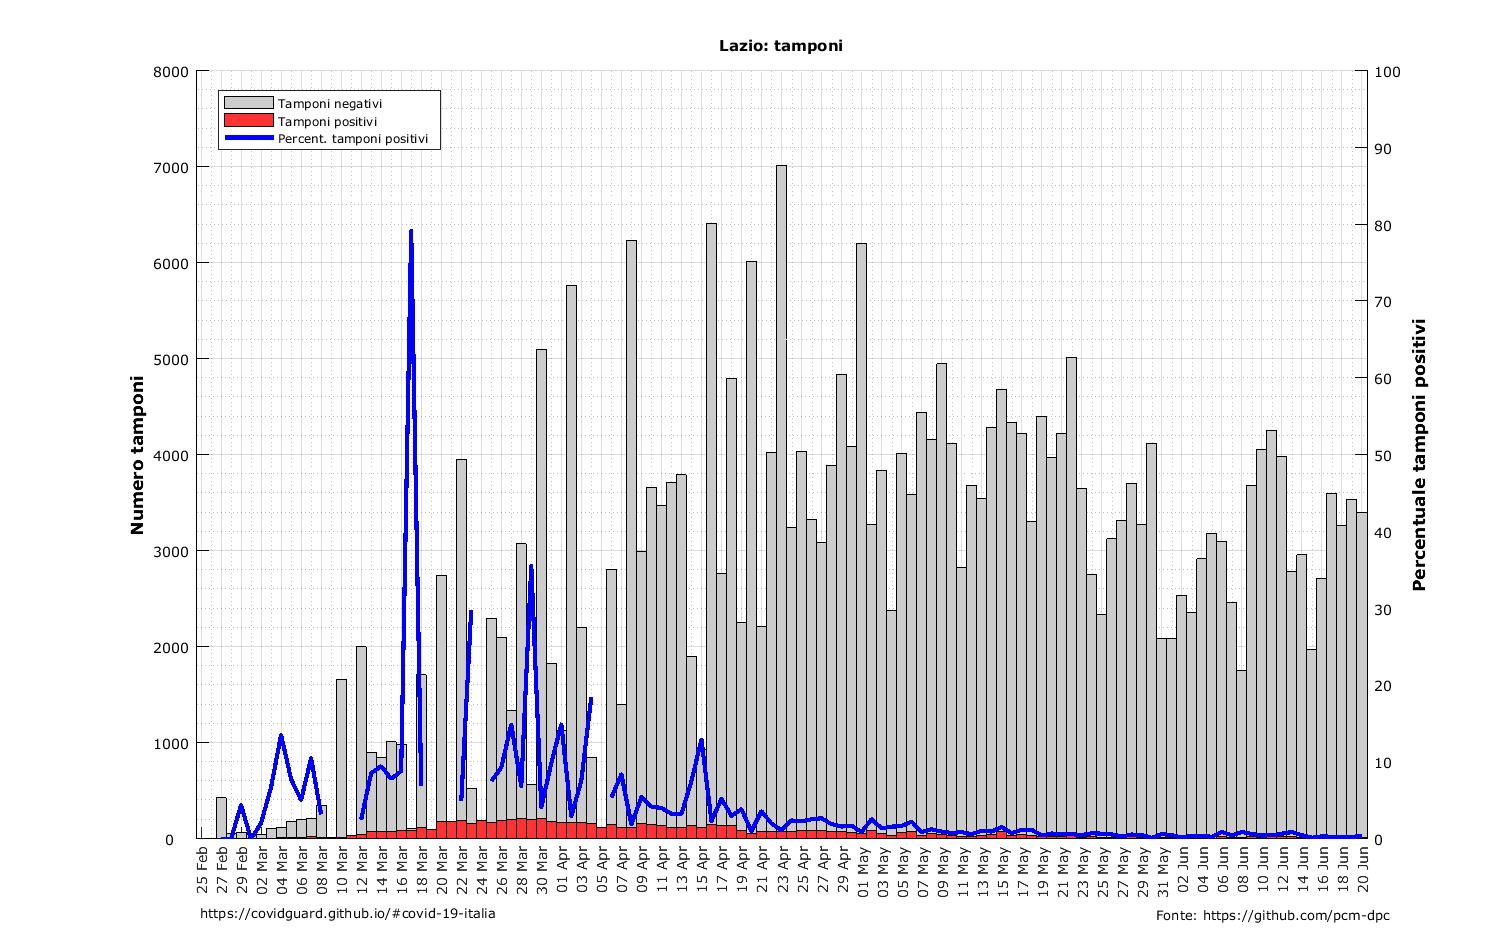 Lazio: tamponi
8000
7000
6000
5000
4000
3000
2000
1000
0
Numero tamponi
Tamponi negativi
Tamponi positivi
Percent. tamponi positivi
100
90
80
70
60
50
40
30
20
10
0
Percentuale tamponi positivi
25 Feb
27 Feb
29 Feb
02 Mar
04 Mar
06 Mar
08 Mar
10 Mar
12 Mar
14 Mar
16 Mar
18 Mar
20 Mar
22 Mar
24 Mar
26 Mar
28 Mar
30 Mar
01 Apr
03 Apr
05 Apr
07 Apr
09 Apr
11 Apr
13 Apr
15 Apr
17 Apr
19 Apr
21 Apr
23 Apr
25 Apr
27 Apr
29 Apr
01 May
03 May
05 May
07 May
09 May
11 May
13 May
15 May
17 May
19 May
21 May
23 May
25 May
27 May
29 May
31 May
02 Jun
04 Jun
06 Jun
08 Jun
10 Jun
12 Jun
14 Jun
16 Jun
18 Jun
20 Jun
https://covidguard.github.io/#covid-19-italia
Fonte: https://github.com/pcm-dpc